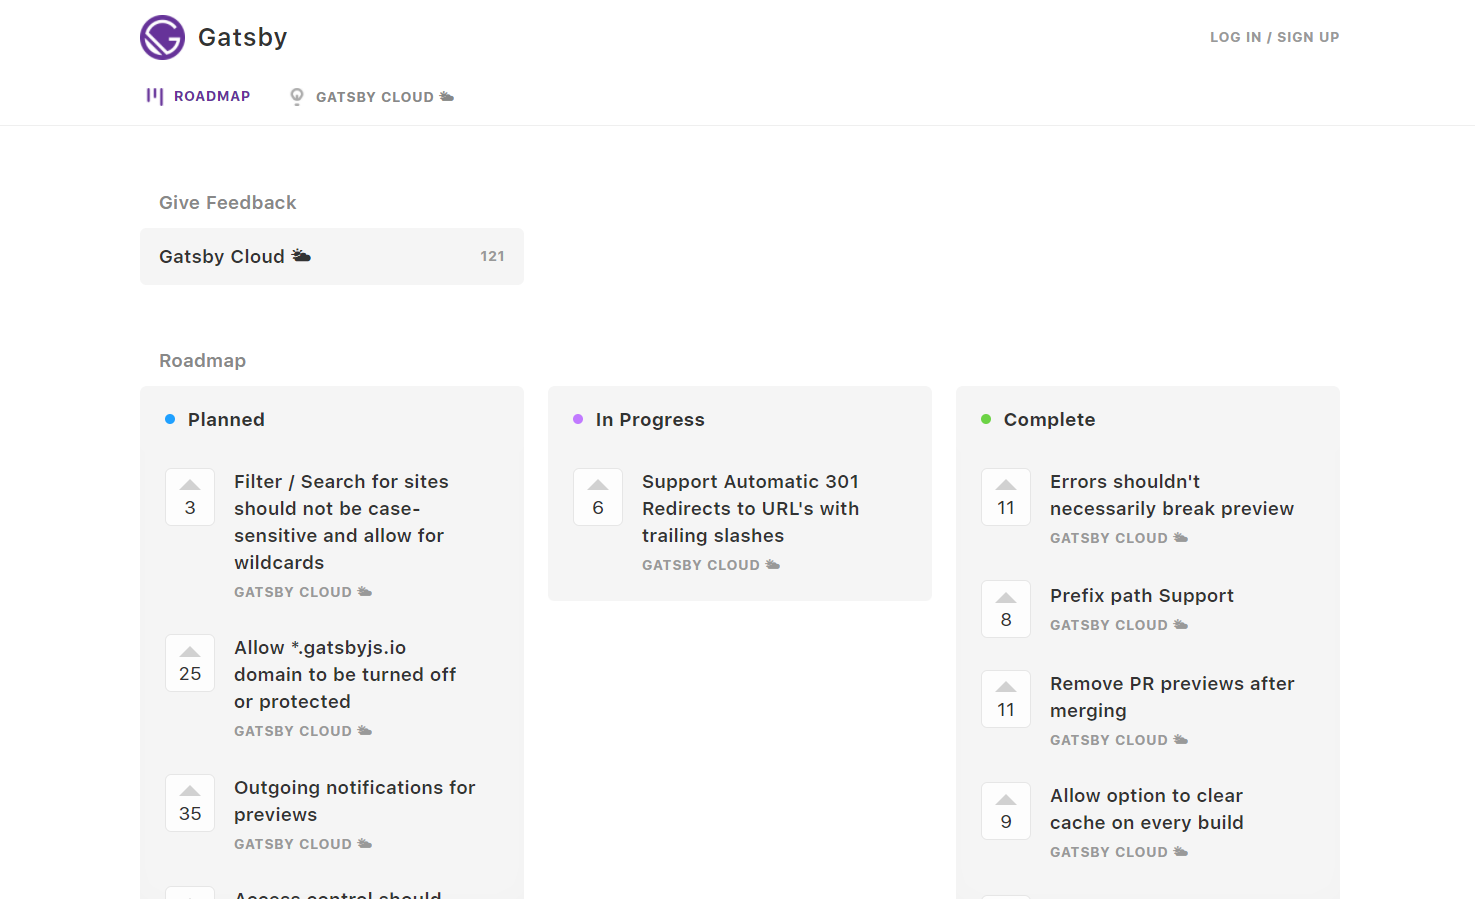 Gatsby
LOG IN / SIGN UP
ROADMAP
GATSBY CLOUD
Give Feedback
Gatsby Cloud
121
Roadmap
Planned
3
Filter / Search for sites
should not be case-
sensitive and allow for
wildcards
GATSBY CLOUD
25
Allow *.gatsbyjs.io
domain to be turned off
or protected
GATSBY CLOUD
35
Outgoing notifications for
previews
GATSBY CLOUD
Access control should
In Progress
6
Support Automatic 301
Redirects to URL's with
trailing slashes
GATSBY CLOUD
Complete
11
Errors shouldn't
necessarily break preview
GATSBY CLOUD
8
Prefix path Support
GATSBY CLOUD
11
Remove PR previews after
merging
GATSBY CLOUD
9
Allow option to clear
cache on every build
GATSBY CLOUD